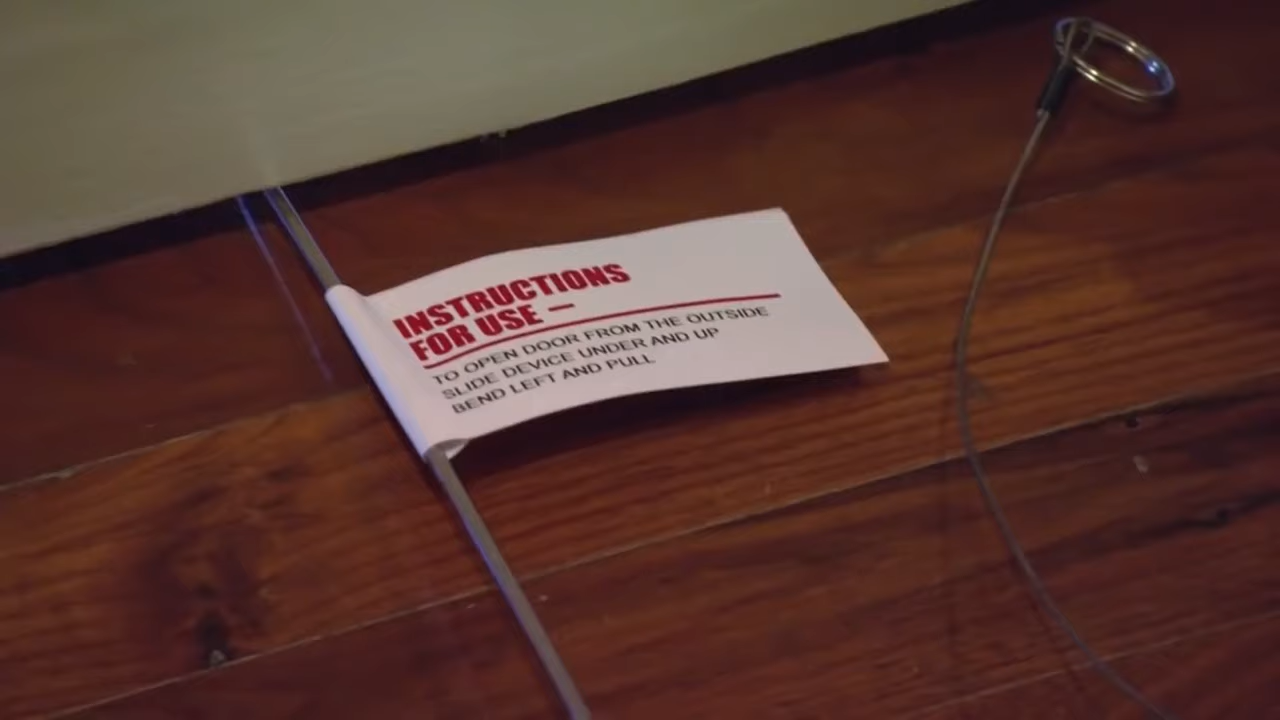 INSTRUCTIONS
FOR USE —
TO OPEN DOOR FROM THE OUTSIDE
SLIDE DEVICE UNDER AND UP
BEND LEFT AND PULL